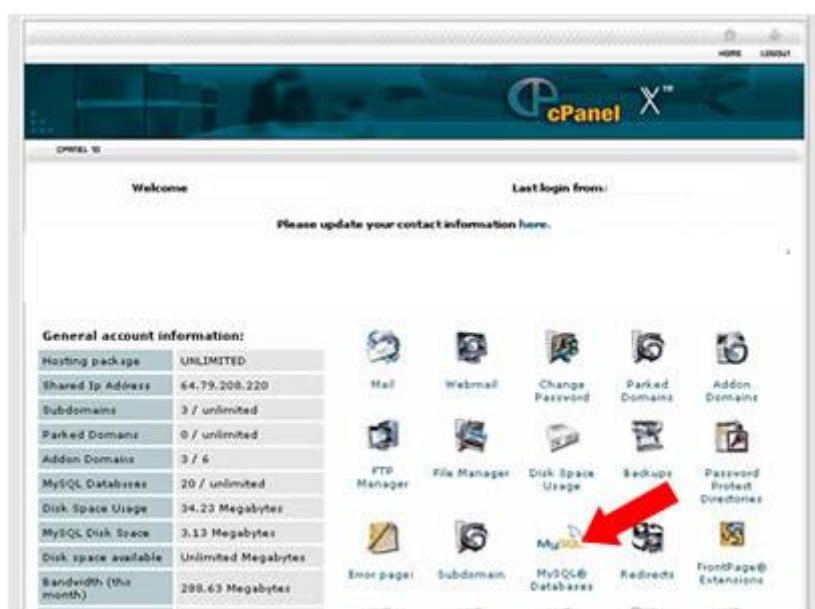 HOME LOGOUT
cPanel X™
CPANEL 10
Welcome Last login from:
Please update your contact information here.
General account information:
Hosting package UNLIMITED
Shared Ip Address 64.79.208.220
Subdomains 3 / unlimited
Parked Domains 0 / unlimited
Addon Domains 3 / 6
MySQL Databases 20 / unlimited
Disk Space Usage 34.23 Megabytes
MySQL Disk Space 3.13 Megabytes
Disk space available Unlimited Megabytes
Bandwidth (this month) 288.63 Megabytes
Mail Webmail Change Password Parked Domains Addon Domains
FTP Manager File Manager Disk Space Usage Backups Password Protect Directories
MySQL
Error pages Subdomain MySQL® Databases Redirects FrontPage® Extensions